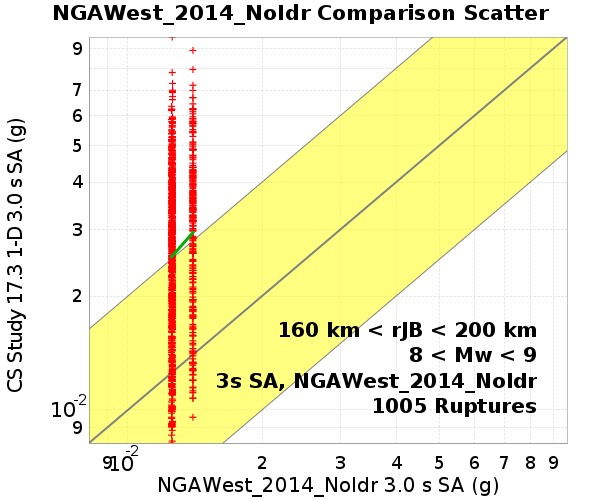 NGAWest_2014_NoIdr Comparison Scatter
CS Study 17.3 1-D 3.0 s SA (g)
9
7
6
5
4
3
2
10-2
9
160 km < rJB < 200 km
8 < Mw < 9
3s SA, NGAWest_2014_NoIdr
1005 Ruptures
9 10-2 2 3 4 5 6 7 8 9
NGAWest_2014_NoIdr 3.0 s SA (g)